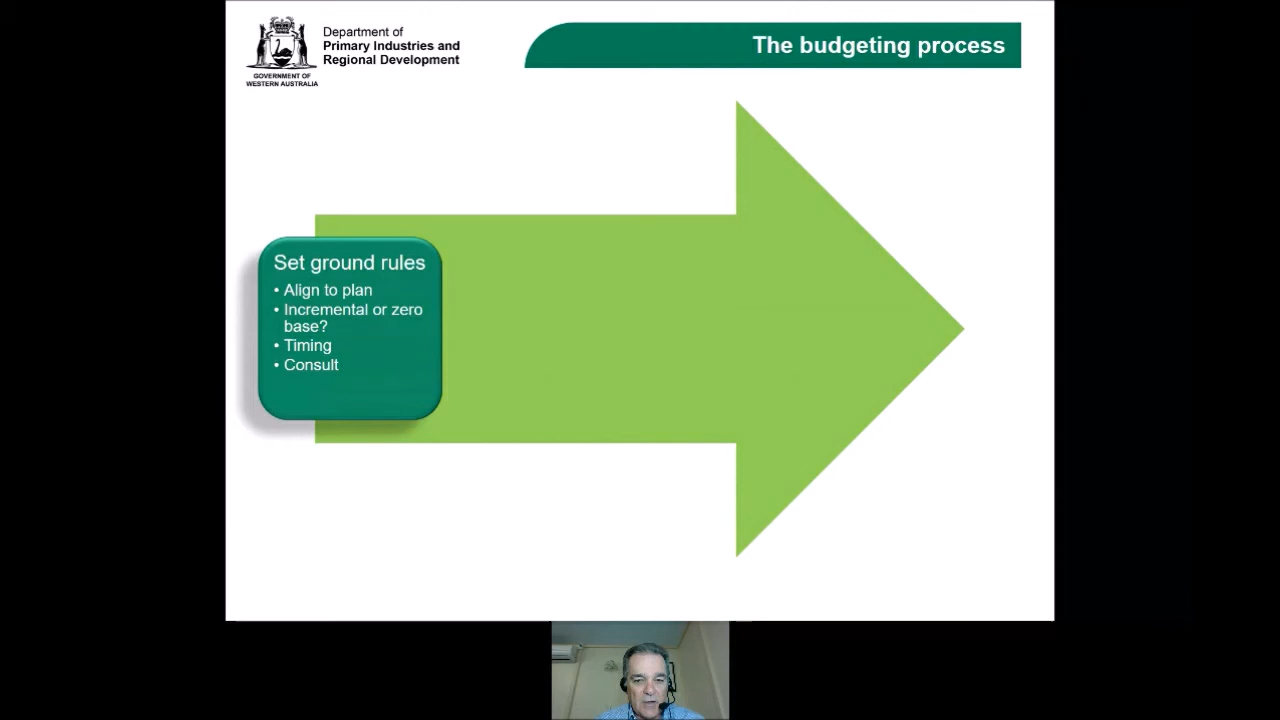 Department of
Primary Industries and
Regional Development
GOVERNMENT OF
WESTERN AUSTRALIA
The budgeting process
Set ground rules
• Align to plan
• Incremental or zero
base?
• Timing
• Consult